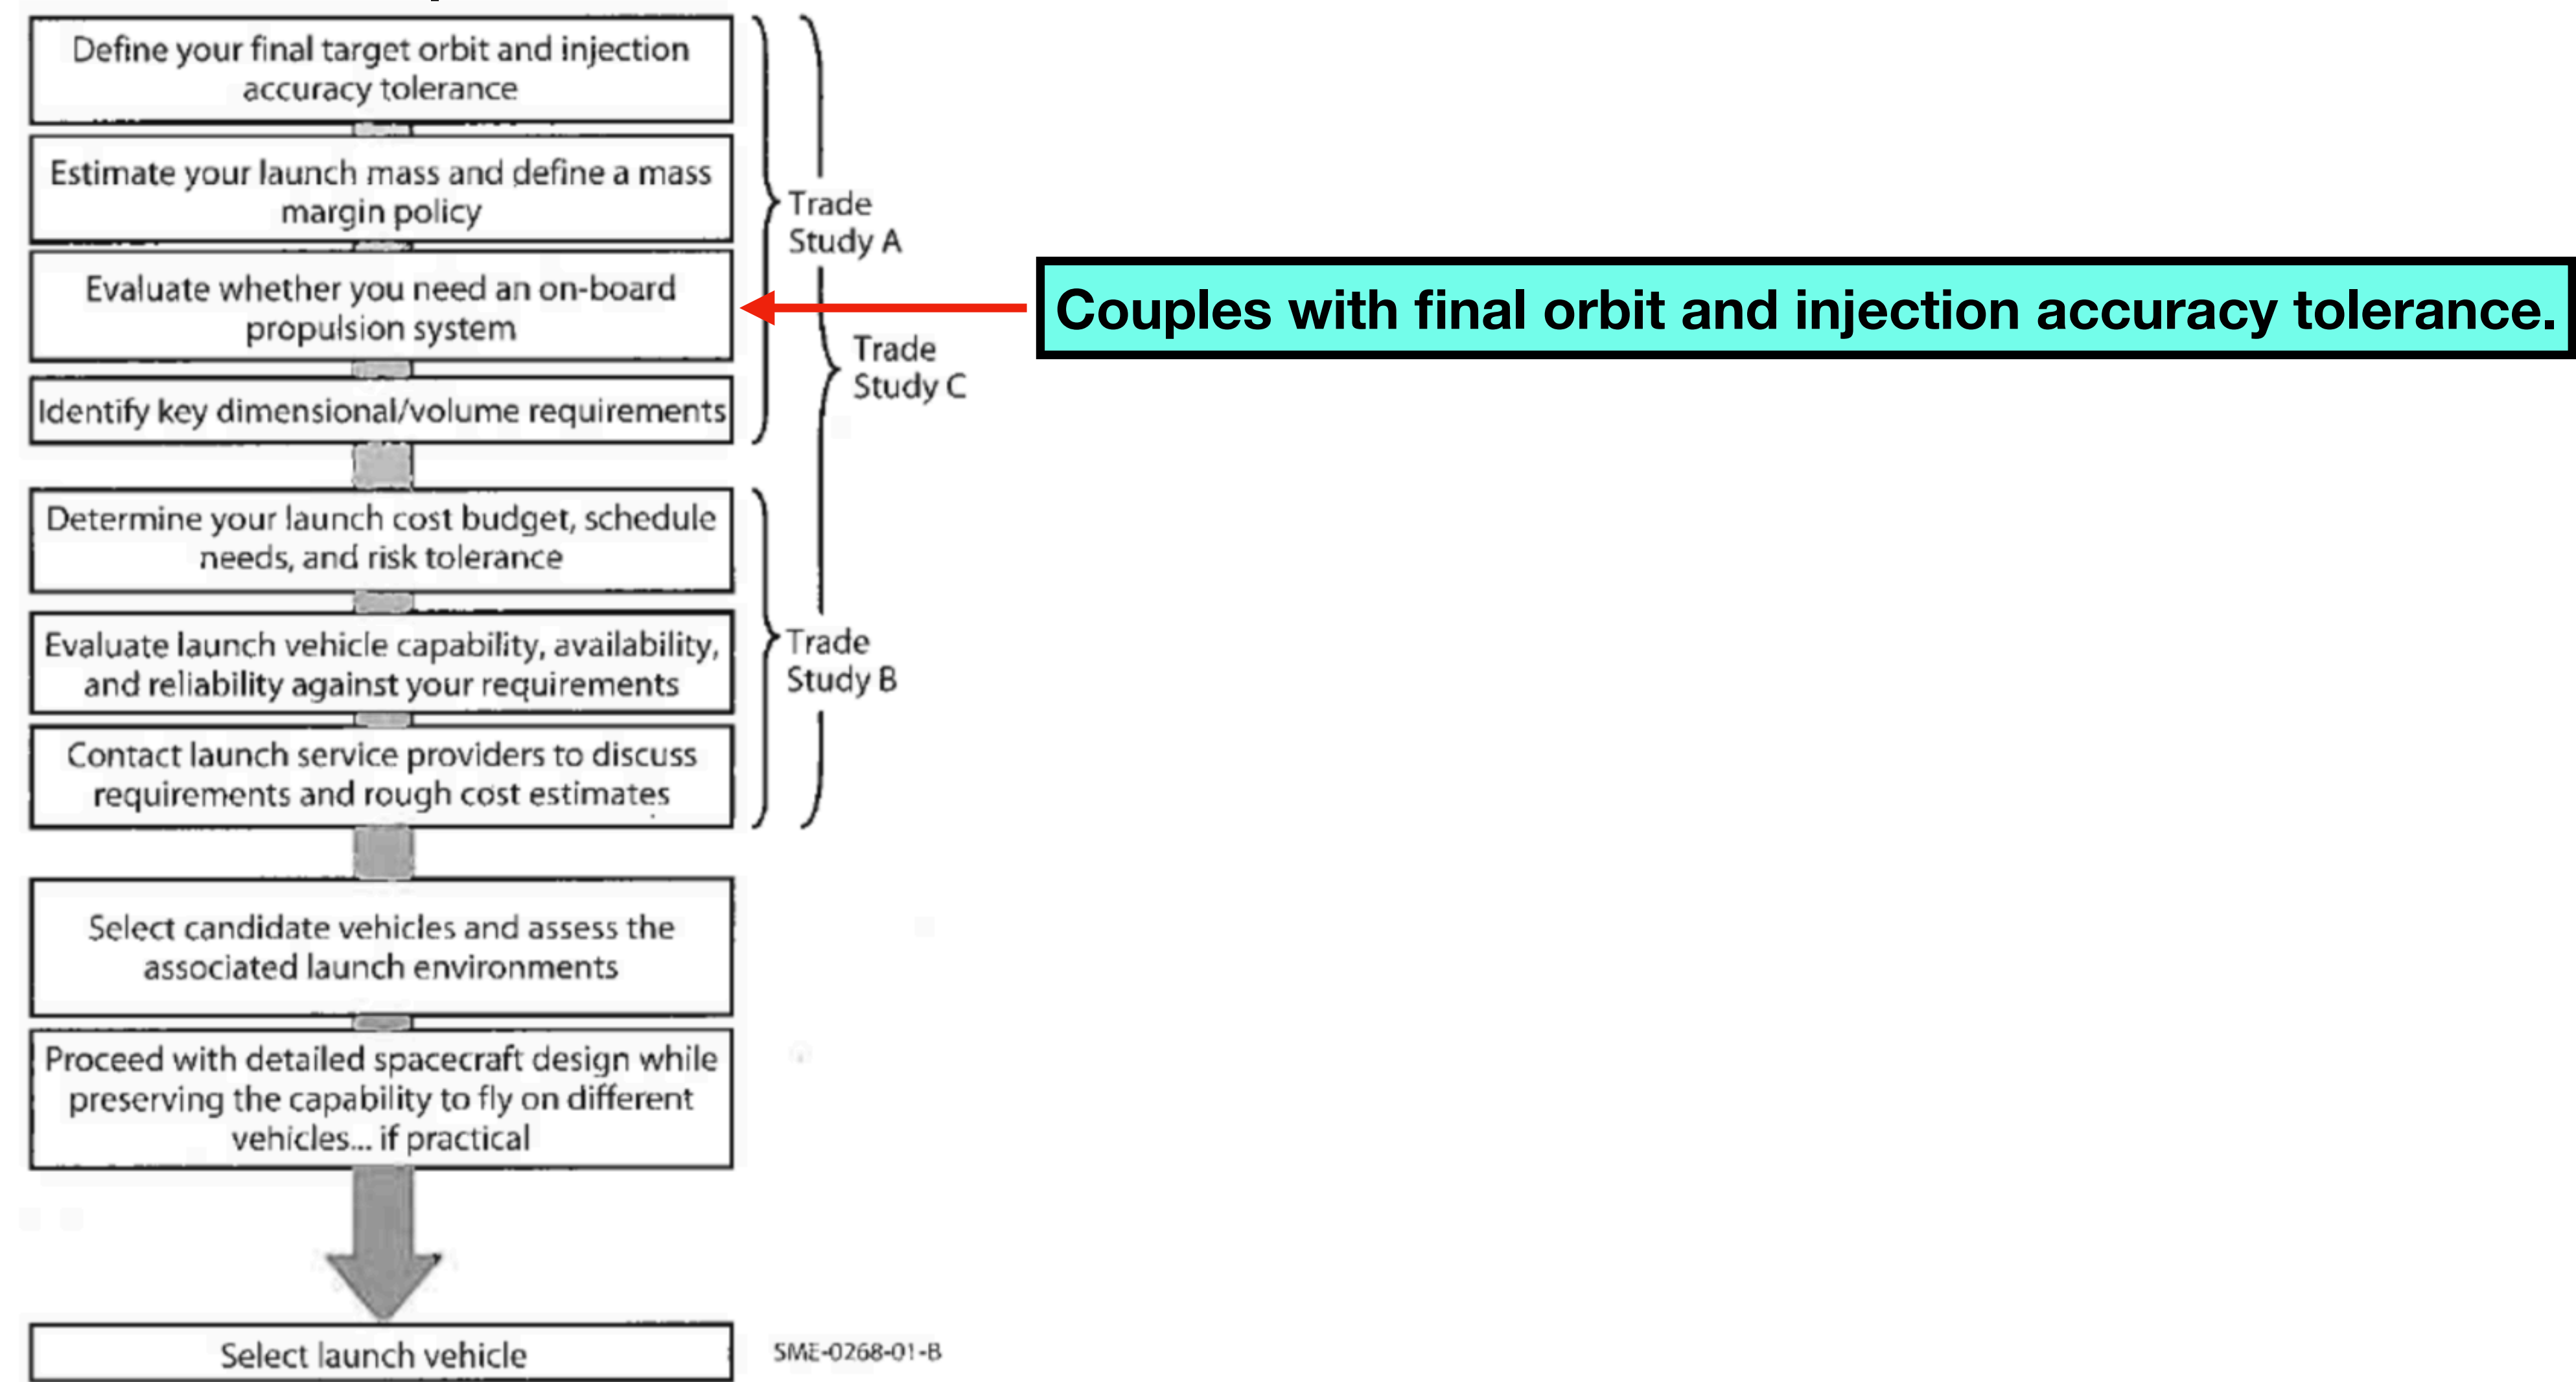 Define your final target orbit and injection
accuracy tolerance
Estimate your launch mass and define a mass
margin policy
Evaluate whether you need an on-board
propulsion system
Identify key dimensional/volume requirements
Trade
Study A
Trade
Study C
Couples with final orbit and injection accuracy tolerance.
Determine your launch cost budget, schedule
needs, and risk tolerance
Evaluate launch vehicle capability, availability,
and reliability against your requirements
Contact launch service providers to discuss
requirements and rough cost estimates
Trade
Study B
Select candidate vehicles and assess the
associated launch environments
Proceed with detailed spacecraft design while
preserving the capability to fly on different
vehicles... if practical
Select launch vehicle
SME-0268-01-B